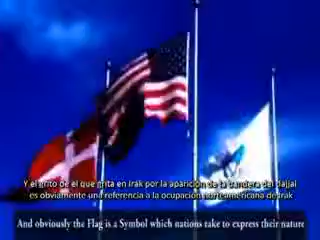 Y el grito de el que grita en Irak por la aparición de la bandera del dajjal
es obviamente una referencia a la ocupación norteamericana de Irak
And obviously the Flag is a Symbol which nations take to express their nature